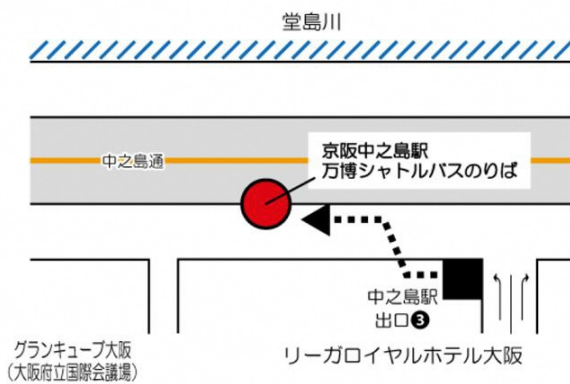 堂島川
京阪中之島駅
万博シャトルバスのりば
中之島通
中之島駅
出口❸
グランキューブ大阪
（大阪府立国際会議場）
リーガロイヤルホテル大阪